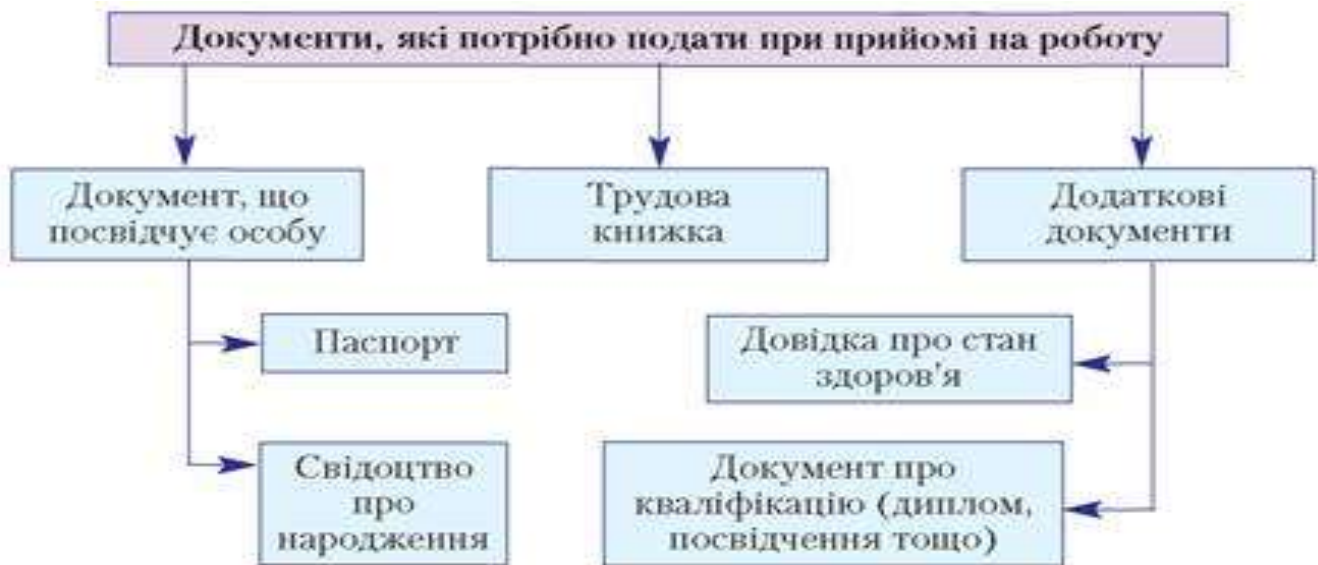 Документи, які потрібно подати при прийомі на роботу
Документ, що
посвідчує особу
Трудова
книжка
Додаткові
документи
Паспорт
Довідка про стан
здоров'я
Свідоцтво
про
народження
Документ про
кваліфікацію (диплом,
посвідчення тощо)